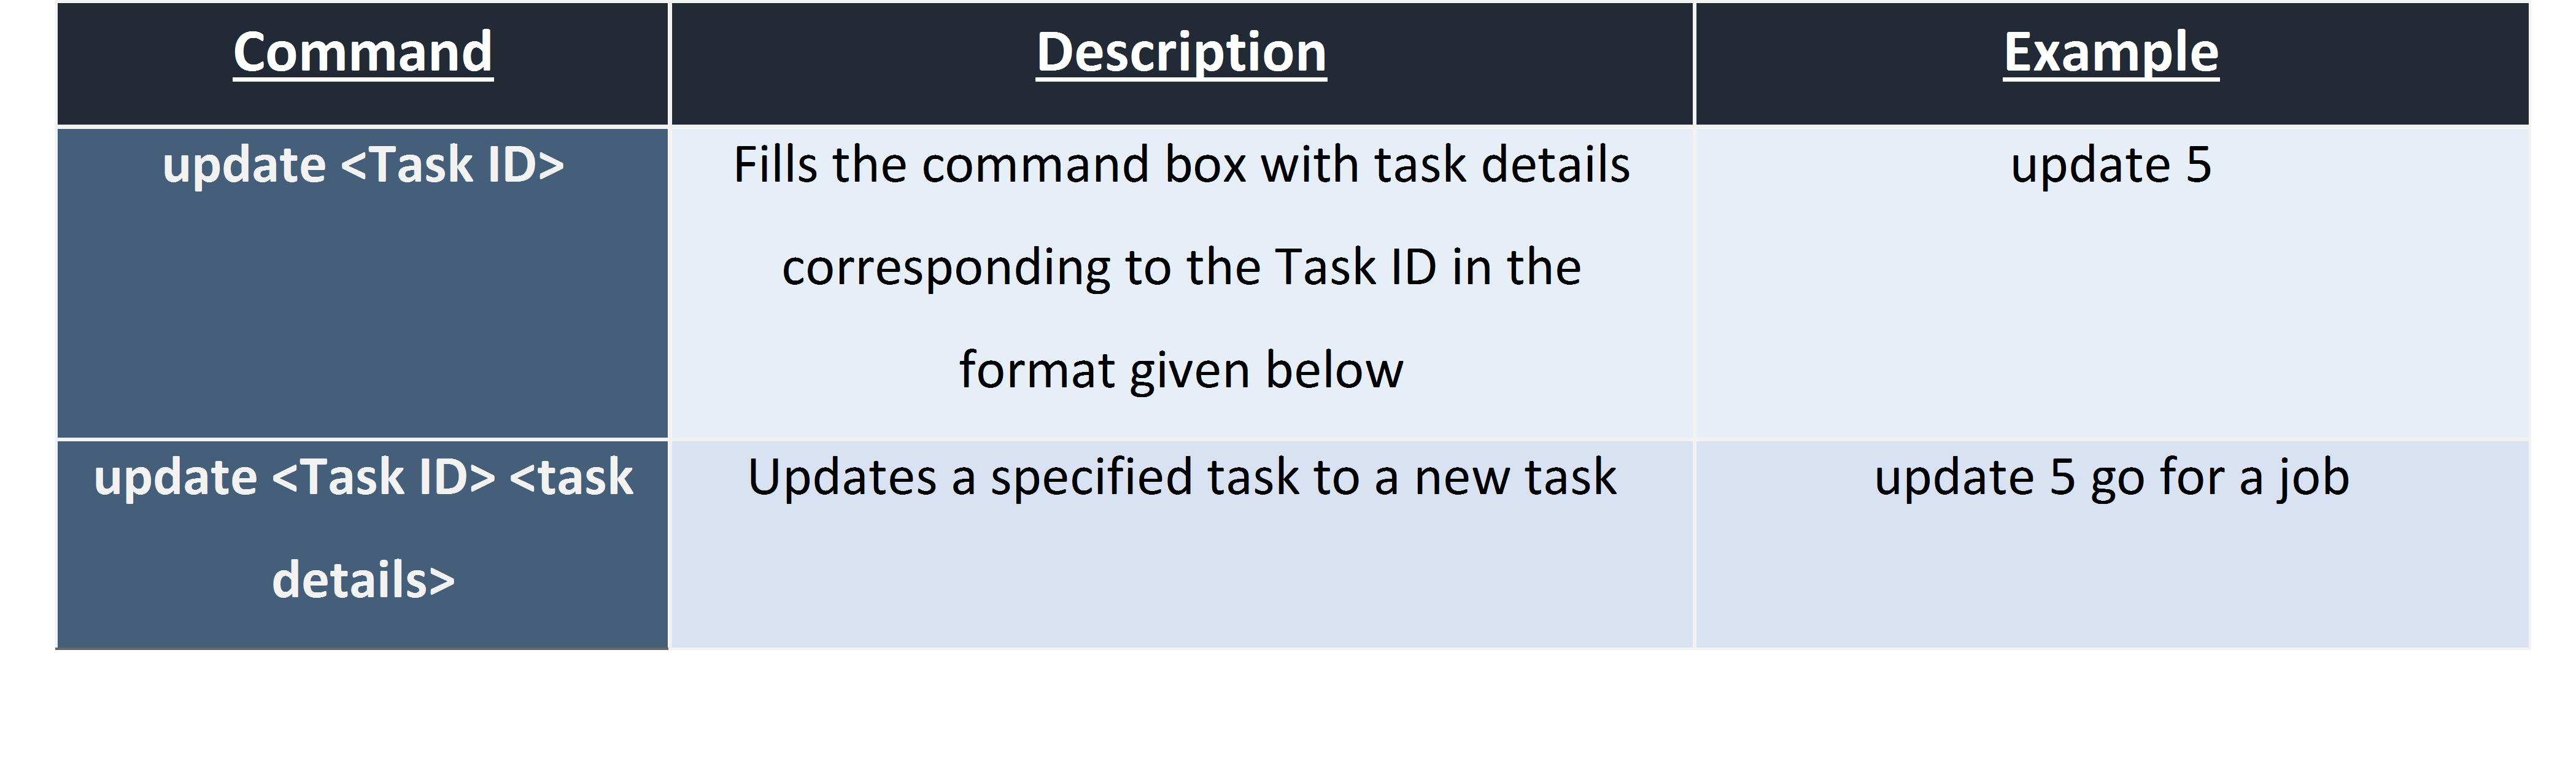 Command Description Example
update <Task ID> Fills the command box with task details update 5
corresponding to the Task ID in the
format given below
update <Task ID> <task Updates a specified task to a new task update 5 go for a job
details>